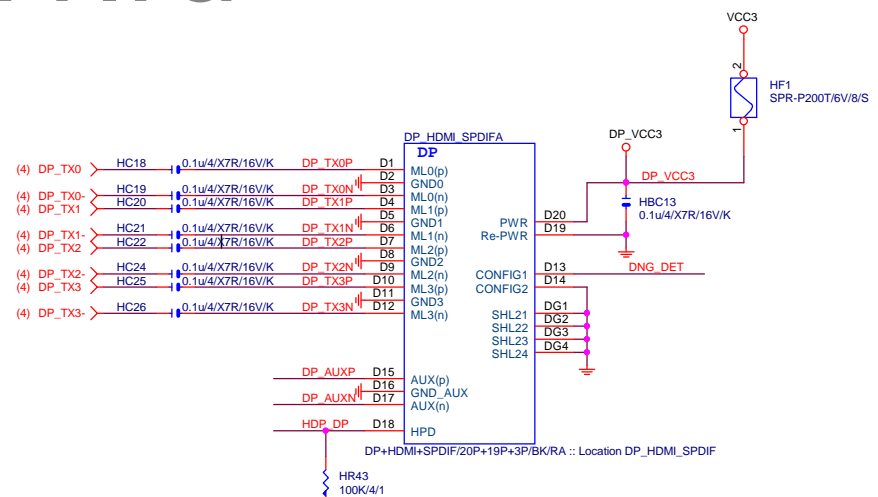 VCC3
2
HF1
SPR-P200T/6V/8/S
1
DP_HDMI_SPDIFA
DP
DP_VCC3
DP_VCC3
HBC13
0.1u/4/X7R/16V/K
(4) DP_TX0 HC18 0.1u/4/X7R/16V/K DP_TX0P D1 ML0(p)
D2 GND0
(4) DP_TX0- HC19 0.1u/4/X7R/16V/K DP_TX0N D3 ML0(n)
(4) DP_TX1 HC20 0.1u/4/X7R/16V/K DP_TX1P D4 ML1(p)
D5 GND1
(4) DP_TX1- HC21 0.1u/4/X7R/16V/K DP_TX1N D6 ML1(n)
(4) DP_TX2 HC22 0.1u/4/X7R/16V/K DP_TX2P D7 ML2(p)
D8 GND2
(4) DP_TX2- HC24 0.1u/4/X7R/16V/K DP_TX2N D9 ML2(n)
(4) DP_TX3 HC25 0.1u/4/X7R/16V/K DP_TX3P D10 ML3(p)
D11 GND3
(4) DP_TX3- HC26 0.1u/4/X7R/16V/K DP_TX3N D12 ML3(n)
PWR D20
Re-PWR D19
CONFIG1 D13 DNG_DET
CONFIG2 D14
SHL21 DG1
SHL22 DG2
SHL23 DG3
SHL24 DG4
DP_AUXP D15 AUX(p)
D16 GND_AUX
DP_AUXN D17 AUX(n)
HDP_DP D18 HPD
DP+HDMI+SPDIF/20P+19P+3P/BK/RA :: Location DP_HDMI_SPDIF
HR43
100K/4/1